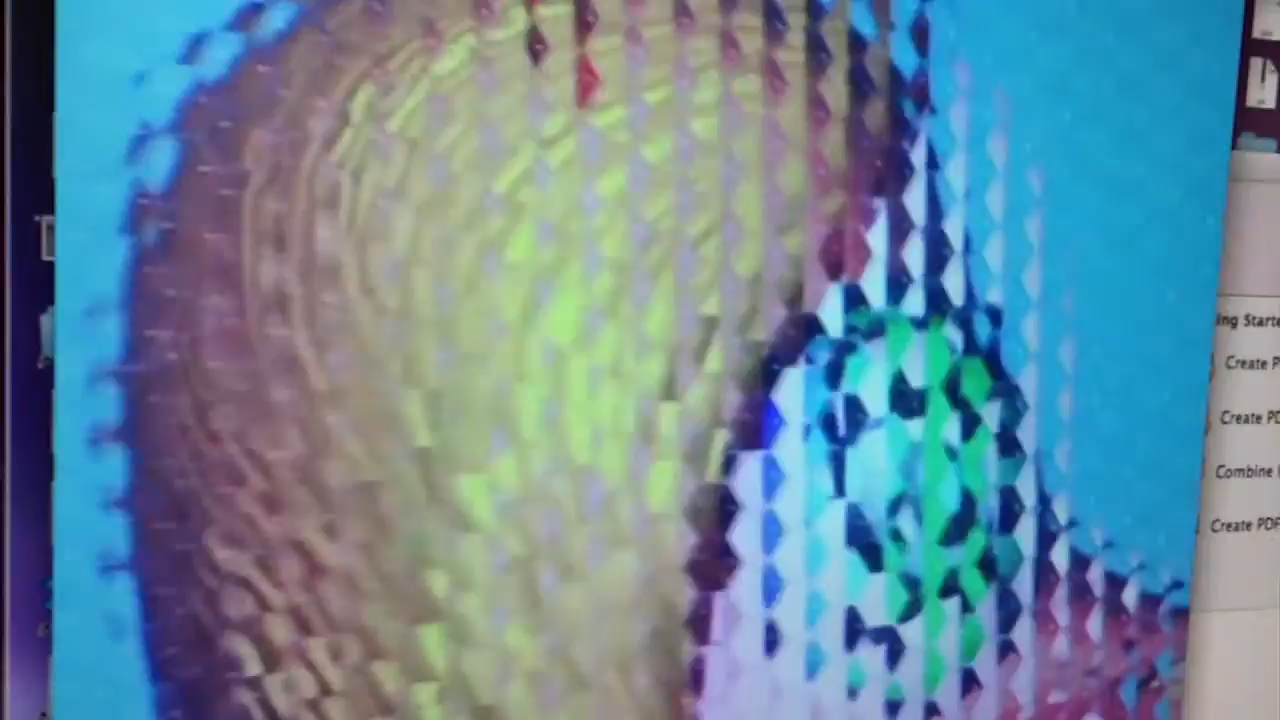 ing Starte
Create P
Create PD
Combine
Create PDF